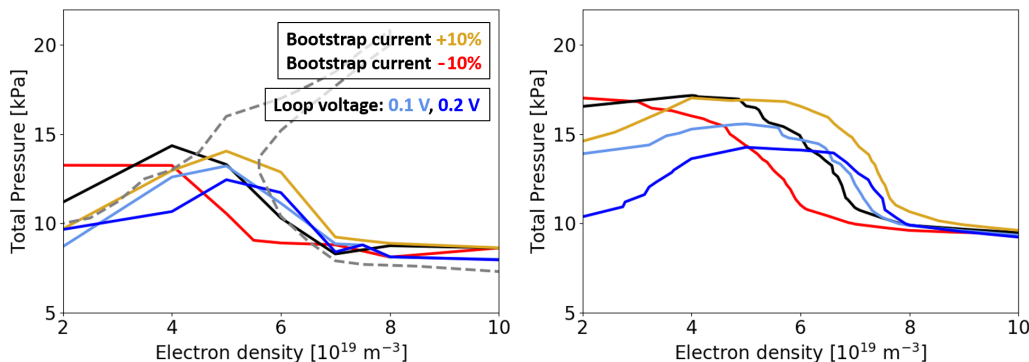 Bootstrap current +10%
Bootstrap current -10%
Loop voltage: 0.1 V, 0.2 V
Total Pressure [kPa]
20
15
10
5
2 4 6 8 10
Electron density [10¹⁹ m⁻³]
Total Pressure [kPa]
20
15
10
5
2 4 6 8 10
Electron density [10¹⁹ m⁻³]